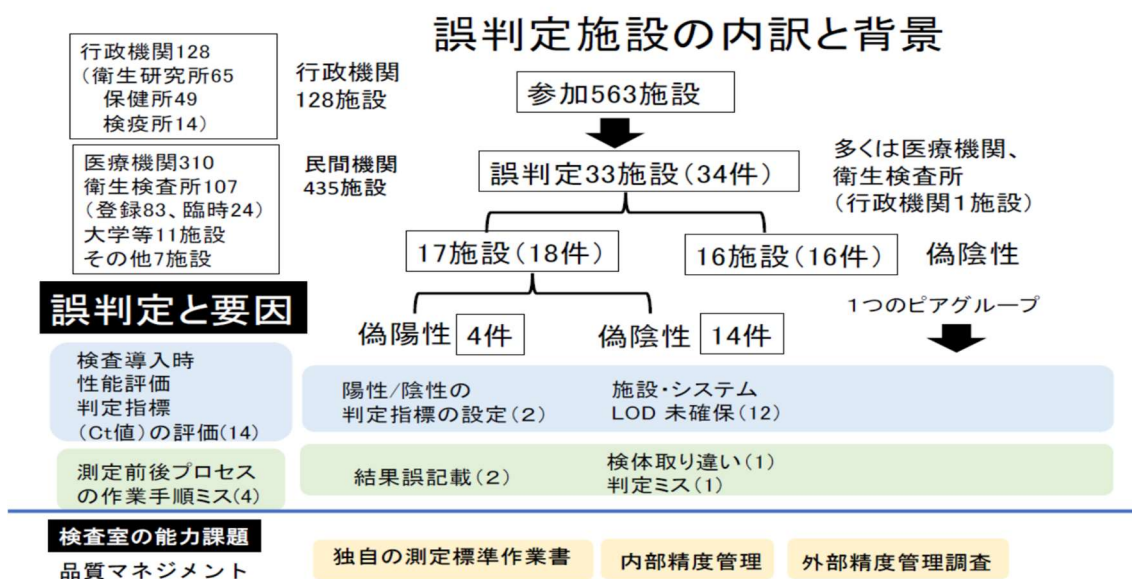 誤判定施設の内訳と背景
行政機関128
(衛生研究所65
保健所49
検疫所14)
行政機関
128施設
参加563施設
医療機関310
衛生検査所107
(登録83、臨時24)
大学等11施設
その他7施設
民間機関
435施設
誤判定33施設(34件)
多くは医療機関、
衛生検査所
(行政機関1施設)
17施設(18件)
16施設(16件)
偽陰性
誤判定と要因
偽陽性
4件
偽陰性
14件
1つのピアグループ
検査導入時
性能評価
判定指標
(Ct値)の評価(14)
陽性/陰性の
判定指標の設定(2)
施設・システム
LOD 未確保(12)
測定前後プロセス
の作業手順ミス(4)
結果誤記載(2)
検体取り違い(1)
判定ミス(1)
検査室の能力課題
品質マネジメント
独自の測定標準作業書
内部精度管理
外部精度管理調査